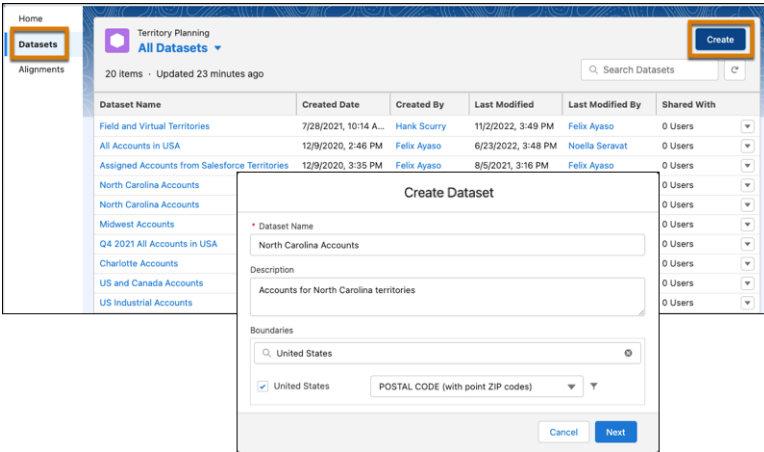 Home
Datasets
Alignments
Territory Planning
All Datasets
Create
20 items · Updated 23 minutes ago
Search Datasets
Dataset Name Created Date Created By Last Modified Last Modified By Shared With
Field and Virtual Territories 7/28/2021, 10:14 A... Hank Scurry 11/2/2022, 3:49 PM Felix Ayaso 0 Users
All Accounts in USA 12/9/2020, 2:46 PM Felix Ayaso 6/23/2022, 3:48 PM Noella Seravat 0 Users
Assigned Accounts from Salesforce Territories 12/9/2020, 3:35 PM Felix Ayaso 8/5/2021, 3:16 PM Felix Ayaso 0 Users
North Carolina Accounts 0 Users
North Carolina Accounts 0 Users
Midwest Accounts 0 Users
Q4 2021 All Accounts in USA 0 Users
Charlotte Accounts 0 Users
US and Canada Accounts 0 Users
US Industrial Accounts 0 Users
Create Dataset
* Dataset Name
North Carolina Accounts
Description
Accounts for North Carolina territories
Boundaries
United States
United States POSTAL CODE (with point ZIP codes)
Cancel Next